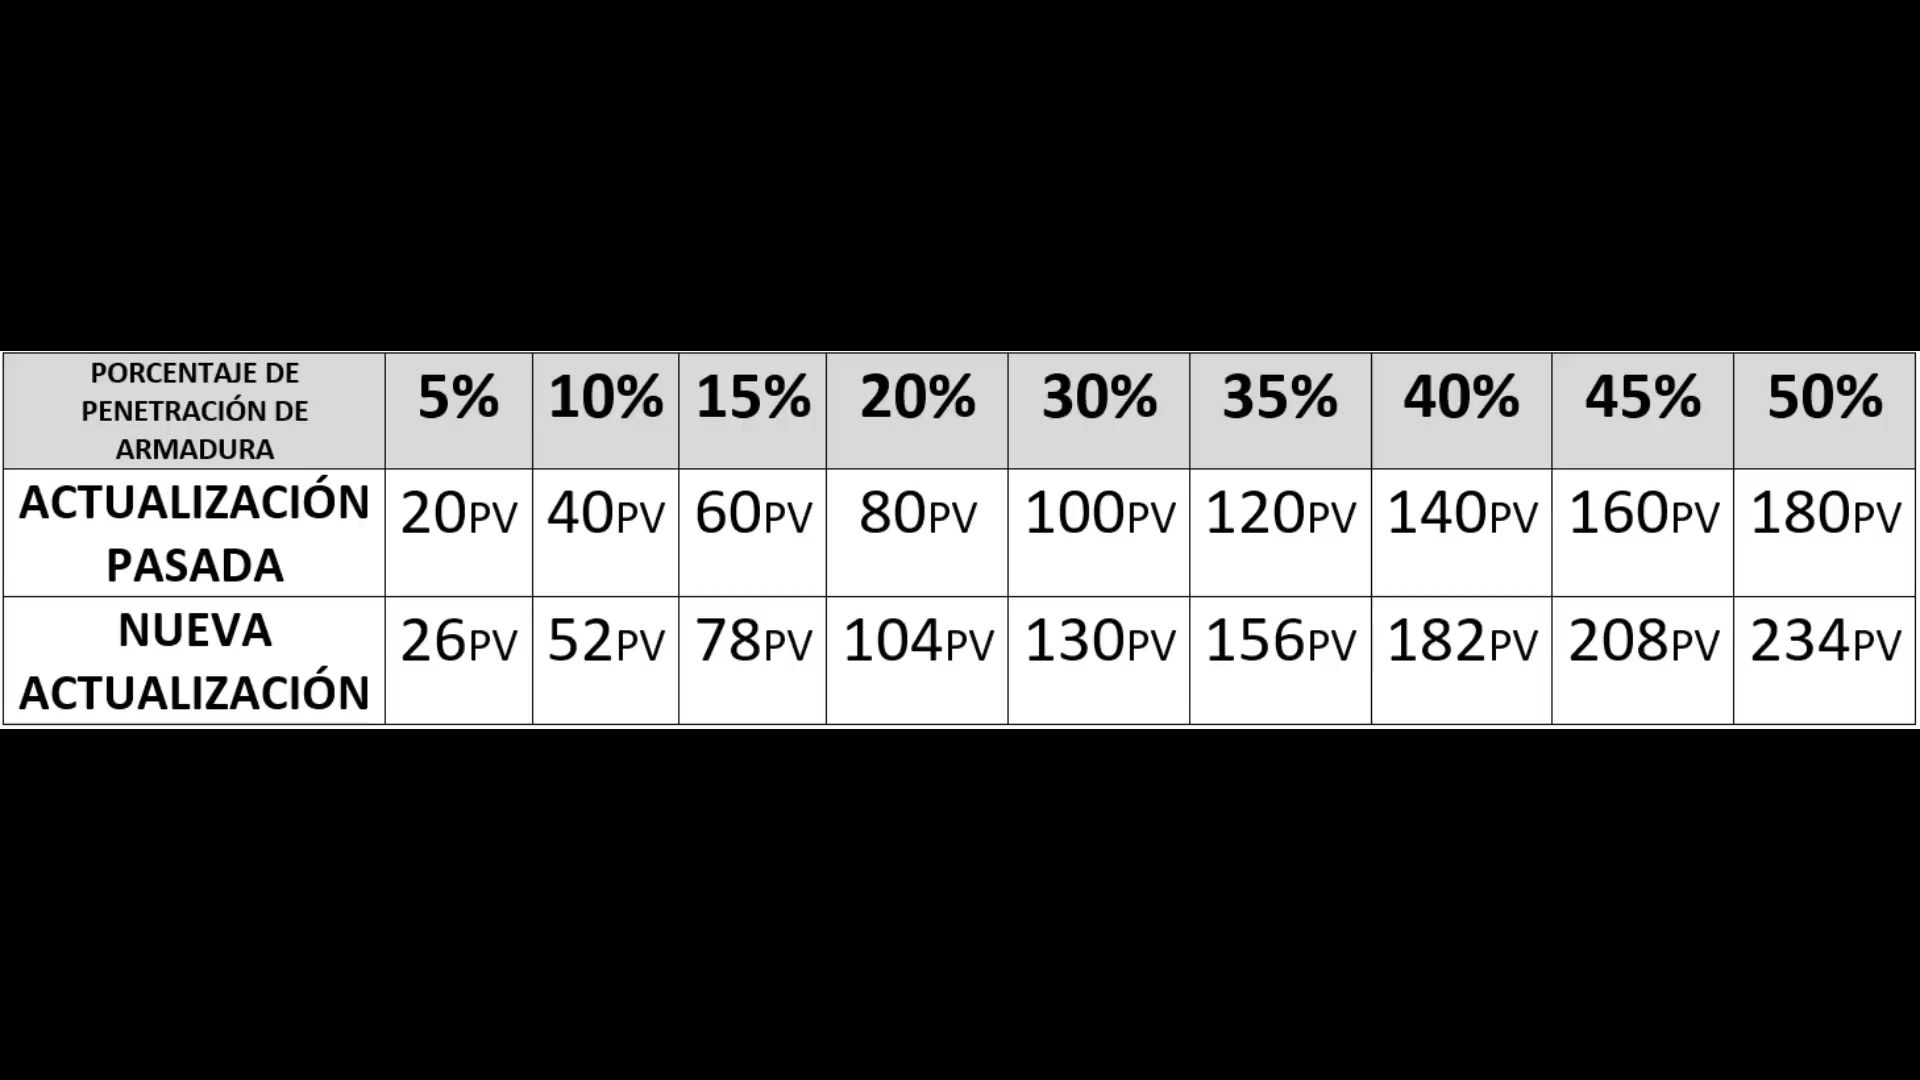 PORCENTAJE DE
PENETRACIÓN DE
ARMADURA
5% 10% 15% 20% 30% 35% 40% 45% 50%
ACTUALIZACIÓN
PASADA
20PV 40PV 60PV 80PV 100PV 120PV 140PV 160PV 180PV
NUEVA
ACTUALIZACIÓN
26PV 52PV 78PV 104PV 130PV 156PV 182PV 208PV 234PV